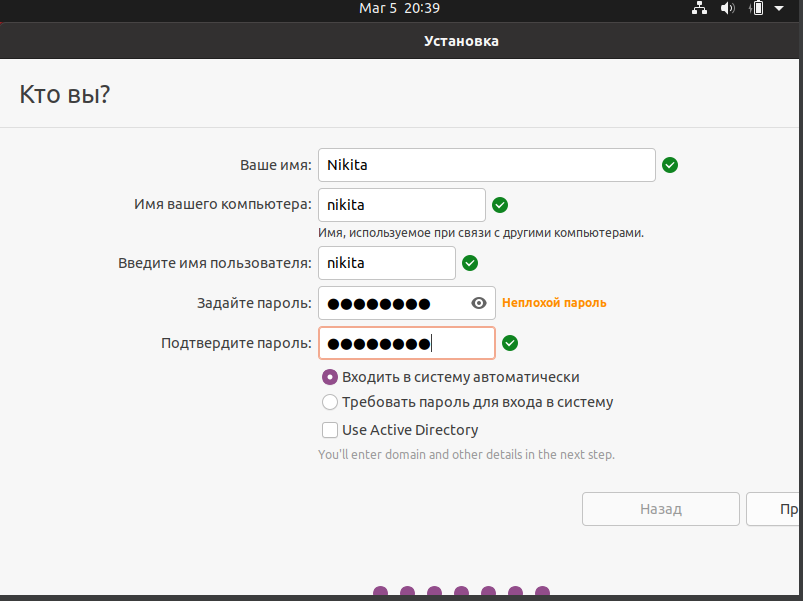 Mar 5 20:39
Установка
Кто вы?
Ваше имя: Nikita
Имя вашего компьютера: nikita
Имя, используемое при связи с другими компьютерами.
Введите имя пользователя: nikita
Задайте пароль: ●●●●●●●● Неплохой пароль
Подтвердите пароль: ●●●●●●●●
Входить в систему автоматически
Требовать пароль для входа в систему
Use Active Directory
You'll enter domain and other details in the next step.
Назад Пр